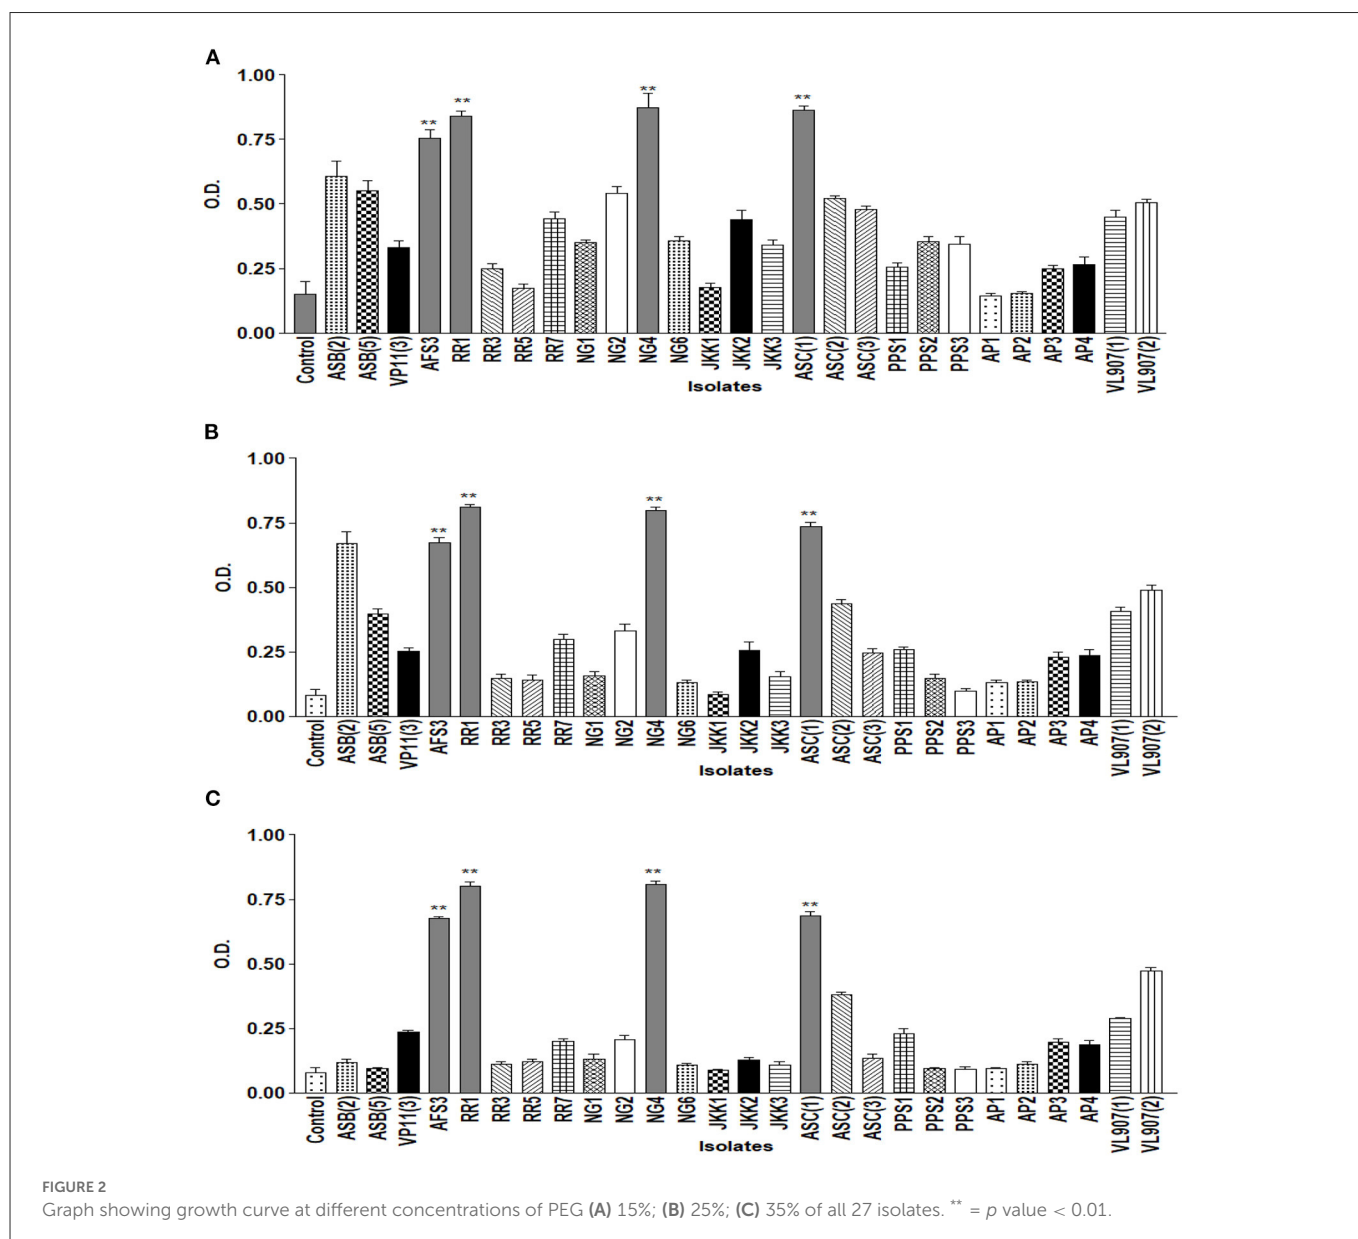 A
1.00
0.75
0.50
0.25
0.00
O.D.
** ** ** **
Control ASB(2) ASB(5) VP11(3) AFS3 RR1 RR3 RR5 RR7 NG1 NG2 NG4 NG6 JKK1 JKK2 JKK3 ASC(1) ASC(2) ASC(3) PPS1 PPS2 PPS3 AP1 AP2 AP3 AP4 VL907(1) VL907(2)
Isolates
B
1.00
0.75
0.50
0.25
0.00
O.D.
** ** ** **
Control ASB(2) ASB(5) VP11(3) AFS3 RR1 RR3 RR5 RR7 NG1 NG2 NG4 NG6 JKK1 JKK2 JKK3 ASC(1) ASC(2) ASC(3) PPS1 PPS2 PPS3 AP1 AP2 AP3 AP4 VL907(1) VL907(2)
Isolates
C
1.00
0.75
0.50
0.25
0.00
O.D.
** ** ** **
Control ASB(2) ASB(5) VP11(3) AFS3 RR1 RR3 RR5 RR7 NG1 NG2 NG4 NG6 JKK1 JKK2 JKK3 ASC(1) ASC(2) ASC(3) PPS1 PPS2 PPS3 AP1 AP2 AP3 AP4 VL907(1) VL907(2)
Isolates
FIGURE 2
Graph showing growth curve at different concentrations of PEG (A) 15%; (B) 25%; (C) 35% of all 27 isolates. ** = p value < 0.01.